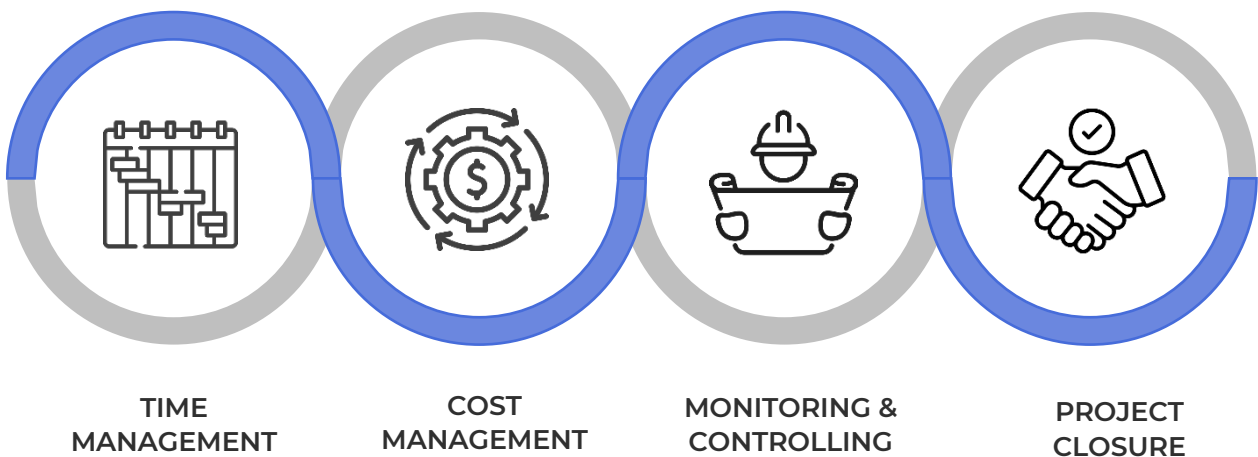 TIME
MANAGEMENT
$
COST
MANAGEMENT
MONITORING &
CONTROLLING
PROJECT
CLOSURE